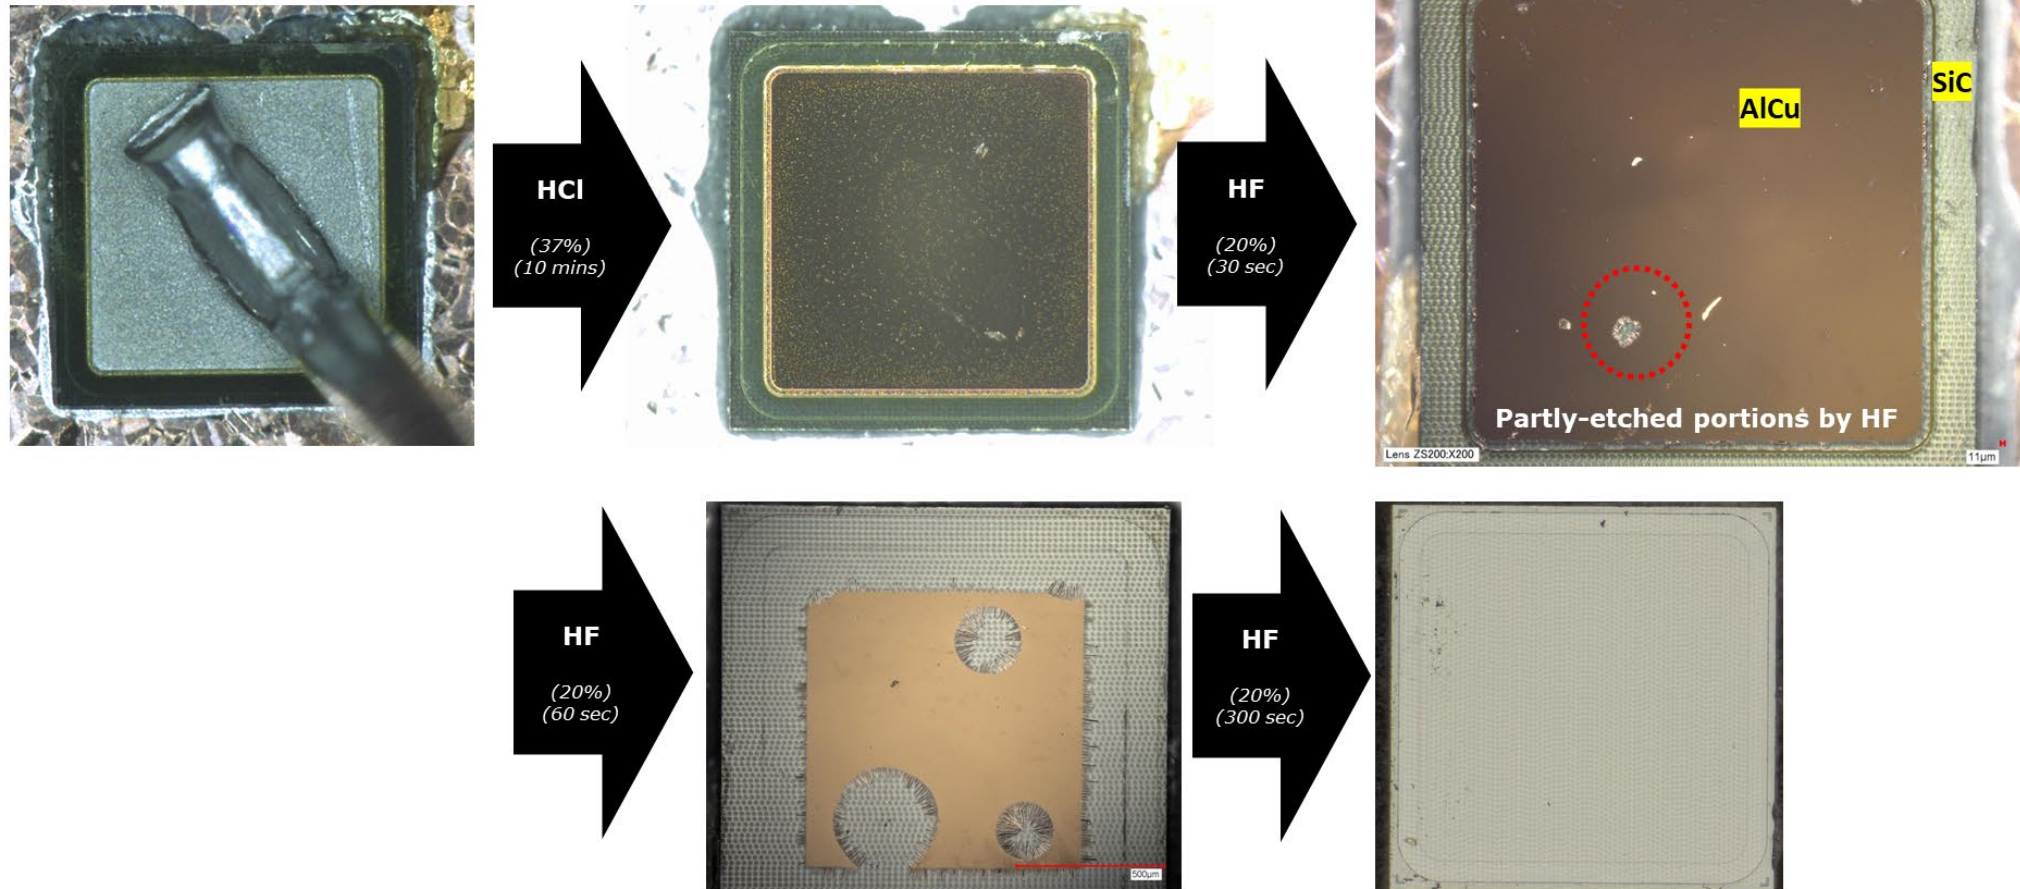 HCl
(37%)
(10 mins)
HF
(20%)
(30 sec)
AlCu
SiC
Partly-etched portions by HF
Lens ZS200:X200
H
11µm
HF
(20%)
(60 sec)
500µm
HF
(20%)
(300 sec)